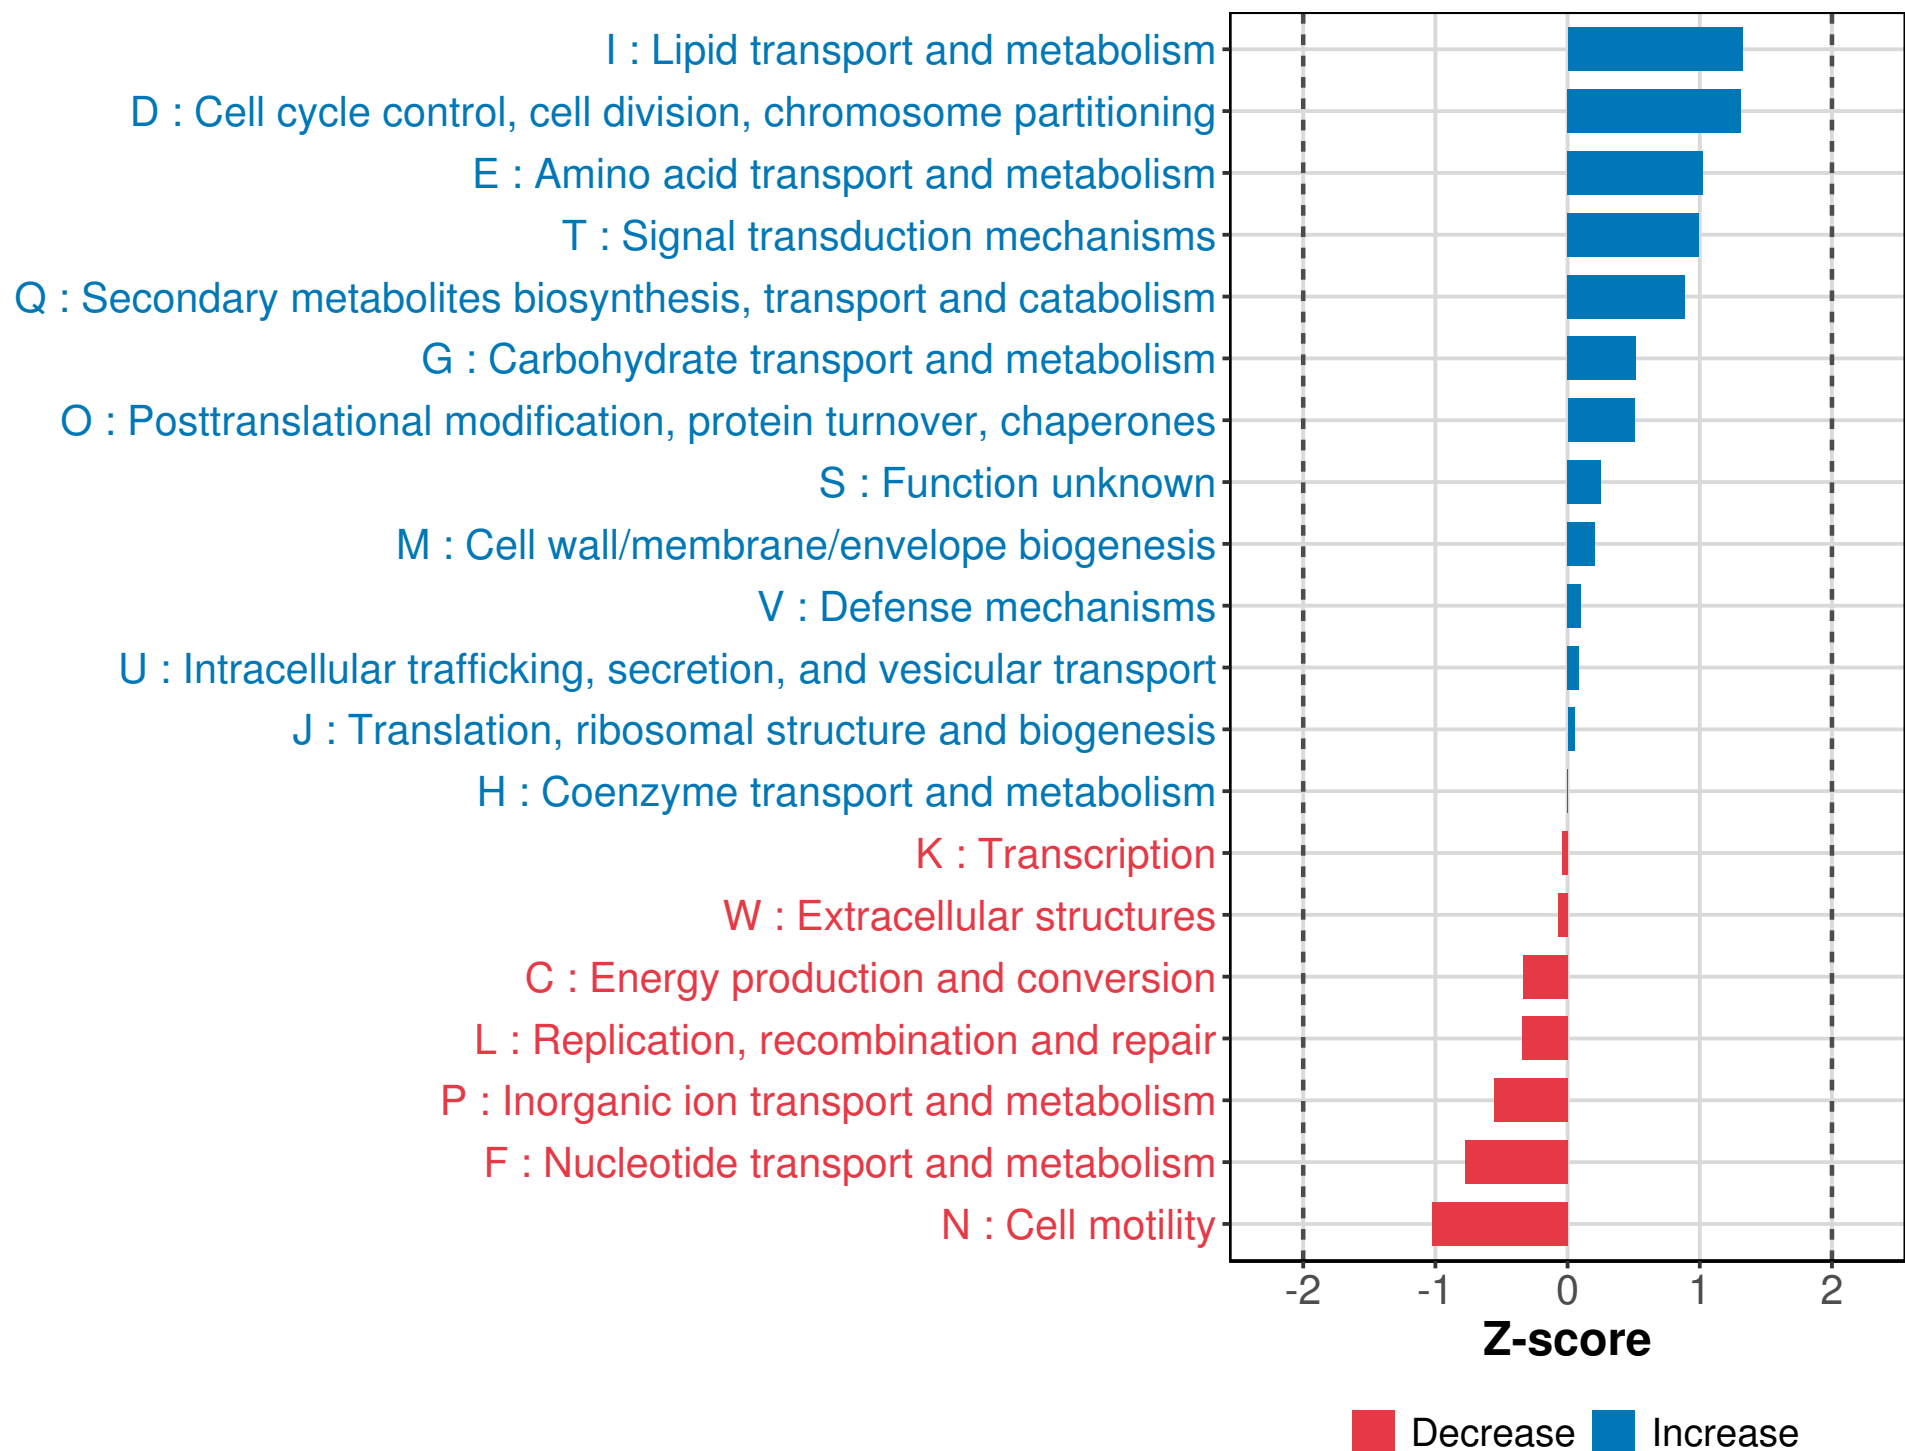 I : Lipid transport and metabolism
D : Cell cycle control, cell division, chromosome partitioning
E : Amino acid transport and metabolism
T : Signal transduction mechanisms
Q : Secondary metabolites biosynthesis, transport and catabolism
G : Carbohydrate transport and metabolism
O : Posttranslational modification, protein turnover, chaperones
S : Function unknown
M : Cell wall/membrane/envelope biogenesis
V : Defense mechanisms
U : Intracellular trafficking, secretion, and vesicular transport
J : Translation, ribosomal structure and biogenesis
H : Coenzyme transport and metabolism
K : Transcription
W : Extracellular structures
C : Energy production and conversion
L : Replication, recombination and repair
P : Inorganic ion transport and metabolism
F : Nucleotide transport and metabolism
N : Cell motility
-2 -1 0 1 2
Z-score
Decrease Increase